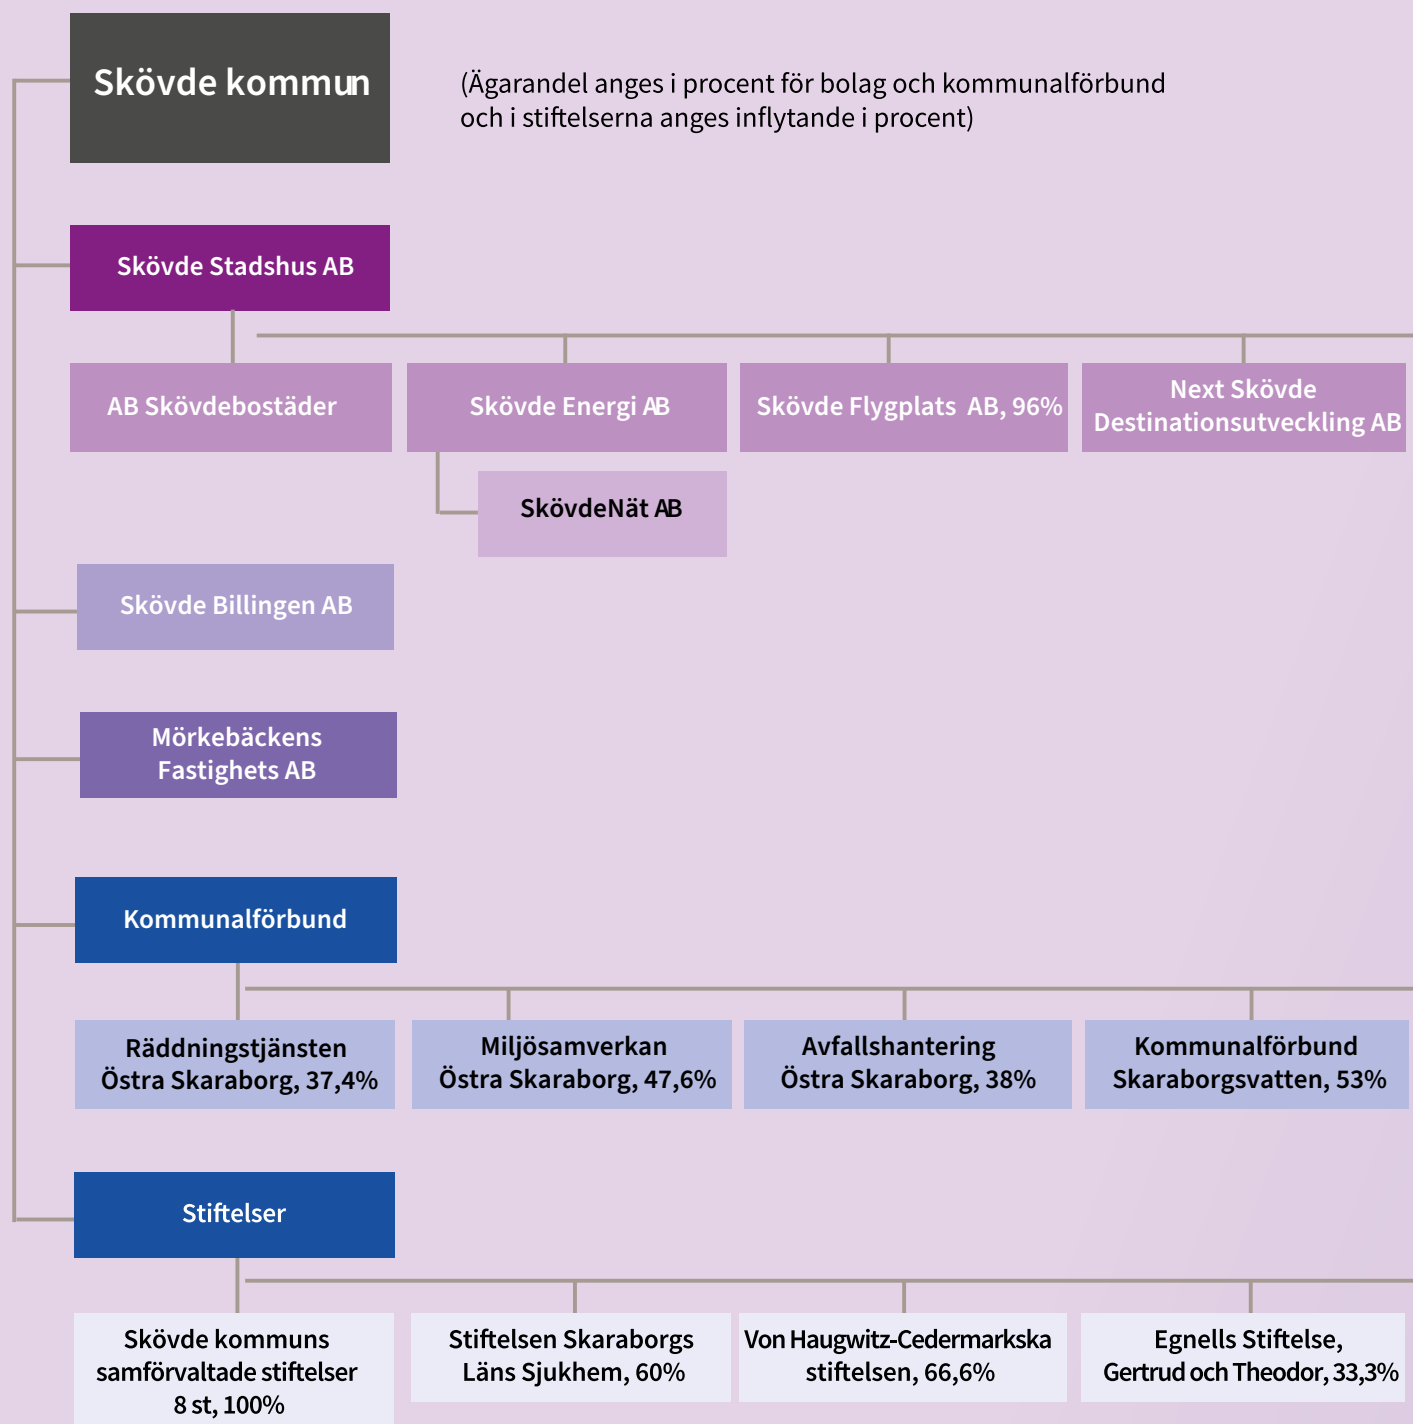 Skövde kommun
(Ägarandel anges i procent för bolag och kommunalförbund
och i stiftelserna anges inflytande i procent)
Skövde Stadshus AB
AB Skövdebostäder
Skövde Energi AB
Skövde Flygplats AB, 96%
Next Skövde
Destinationsutveckling AB
SkövdeNät AB
Skövde Billingen AB
Mörkebäckens
Fastighets AB
Kommunalförbund
Räddningstjänsten
Östra Skaraborg, 37,4%
Miljösamverkan
Östra Skaraborg, 47,6%
Avfallshantering
Östra Skaraborg, 38%
Kommunalförbund
Skaraborgsvatten, 53%
Stiftelser
Skövde kommuns
samförvaltade stiftelser
8 st, 100%
Stiftelsen Skaraborgs
Läns Sjukhem, 60%
Von Haugwitz-Cedermarkska
stiftelsen, 66,6%
Egnells Stiftelse,
Gertrud och Theodor, 33,3%